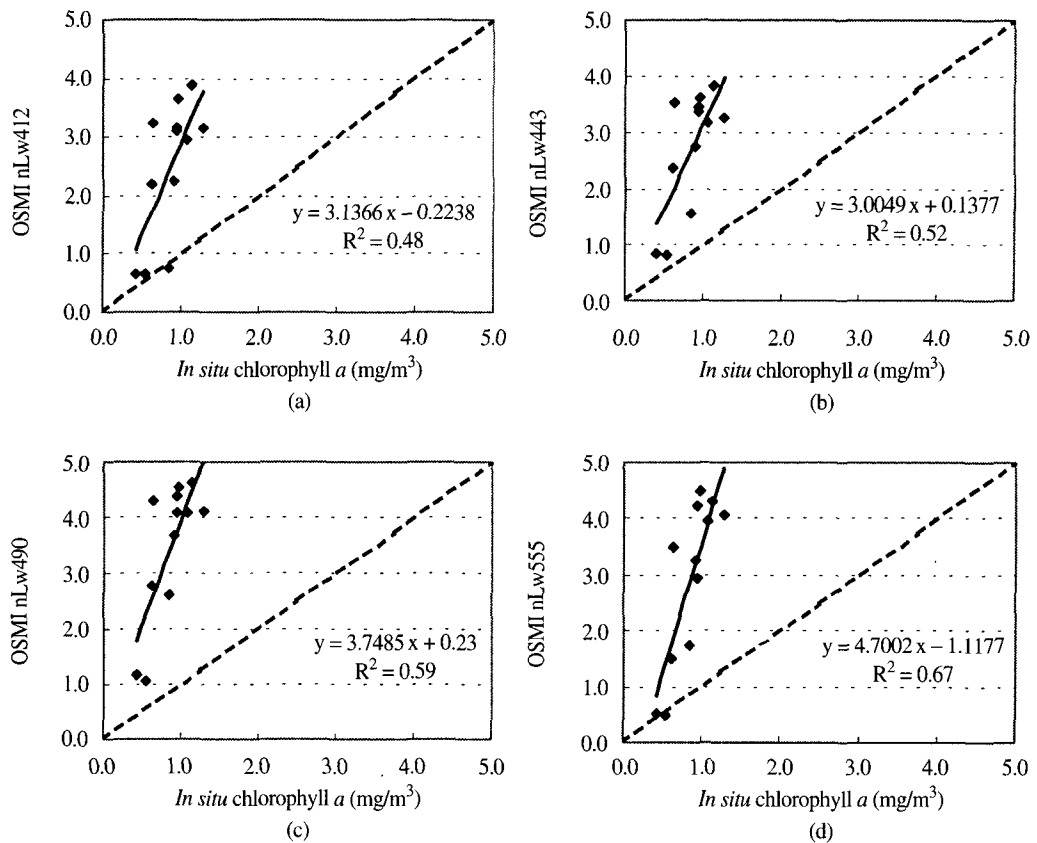 5.0
4.0
3.0
2.0
1.0
0.0
OSMI nLw412
y = 3.1366 x − 0.2238
R² = 0.48
0.0 1.0 2.0 3.0 4.0 5.0
In situ chlorophyll a (mg/m³)
(a)
5.0
4.0
3.0
2.0
1.0
0.0
OSMI nLw443
y = 3.0049 x + 0.1377
R² = 0.52
0.0 1.0 2.0 3.0 4.0 5.0
In situ chlorophyll a (mg/m³)
(b)
5.0
4.0
3.0
2.0
1.0
0.0
OSMI nLw490
y = 3.7485 x + 0.23
R² = 0.59
0.0 1.0 2.0 3.0 4.0 5.0
In situ chlorophyll a (mg/m³)
(c)
5.0
4.0
3.0
2.0
1.0
0.0
OSMI nLw555
y = 4.7002 x − 1.1177
R² = 0.67
0.0 1.0 2.0 3.0 4.0 5.0
In situ chlorophyll a (mg/m³)
(d)